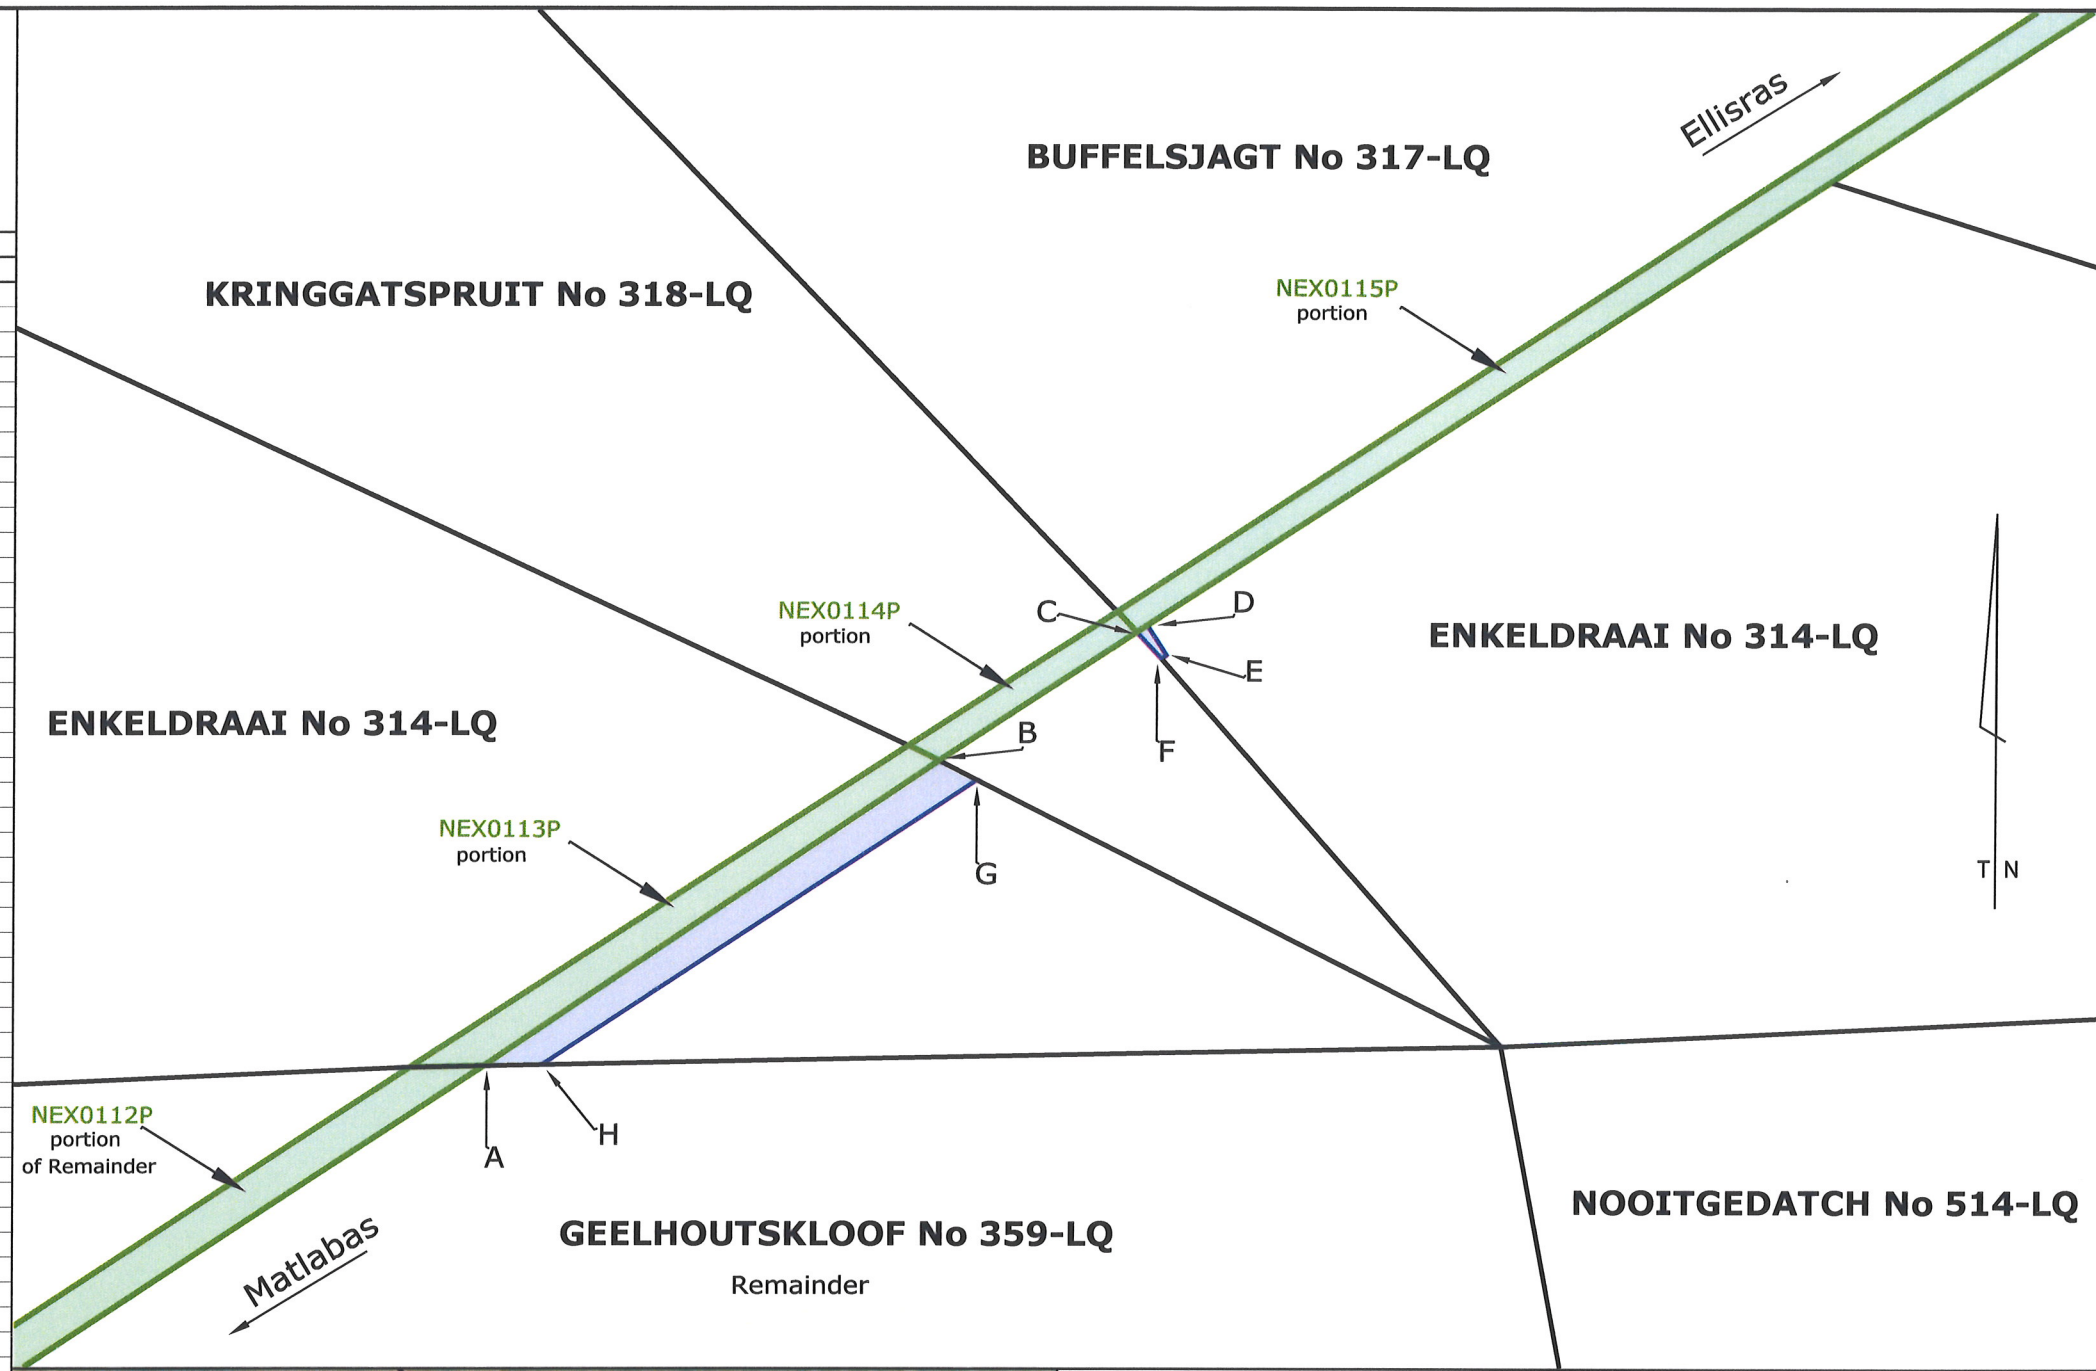 Ellisras
BUFFELSJAGT No 317-LQ
KRINGGATSPRUIT No 318-LQ
NEX0115P
portion
NEX0114P
portion
C
D
ENKELDRAAI No 314-LQ
E
F
ENKELDRAAI No 314-LQ
B
NEX0113P
portion
G
T N
NEX0112P
portion
of Remainder
H
A
Matlabas
GEELHOUTSKLOOF No 359-LQ
Remainder
NOOITGEDATCH No 514-LQ